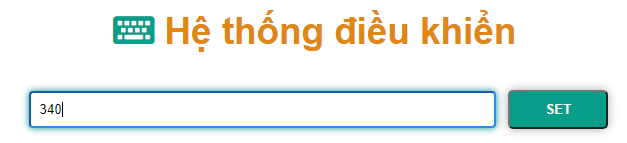 Hệ thống điều khiển
340
SET